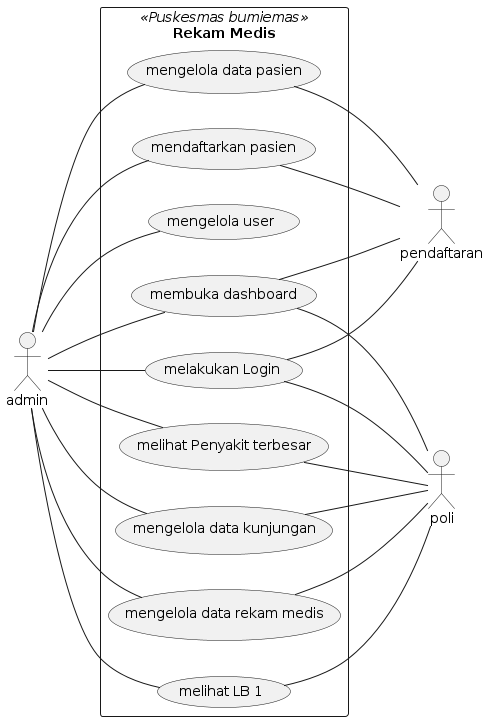 «Puskesmas bumiemas»
Rekam Medis
mengelola data pasien
mendaftarkan pasien
pendaftaran
mengelola user
membuka dashboard
admin
melakukan Login
melihat Penyakit terbesar
poli
mengelola data kunjungan
mengelola data rekam medis
melihat LB 1